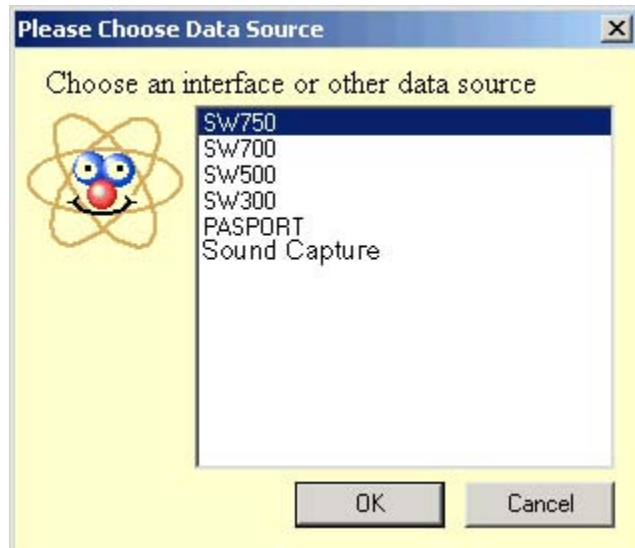 Please Choose Data Source
Choose an interface or other data source
SW750
SW700
SW500
SW300
PASPORT
Sound Capture
OK Cancel